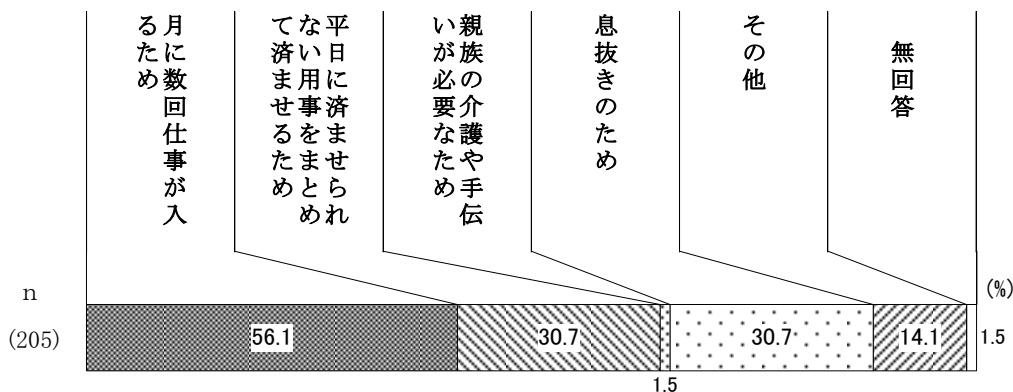 月に数回仕事が入
るため
平日に済ませられ
ない用事をまとめ
て済ませるため
親族の介護や手伝
いが必要なため
息抜きのため
その他
無回答
(%)
n
(205)
56.1
30.7
1.5
30.7
14.1
1.5